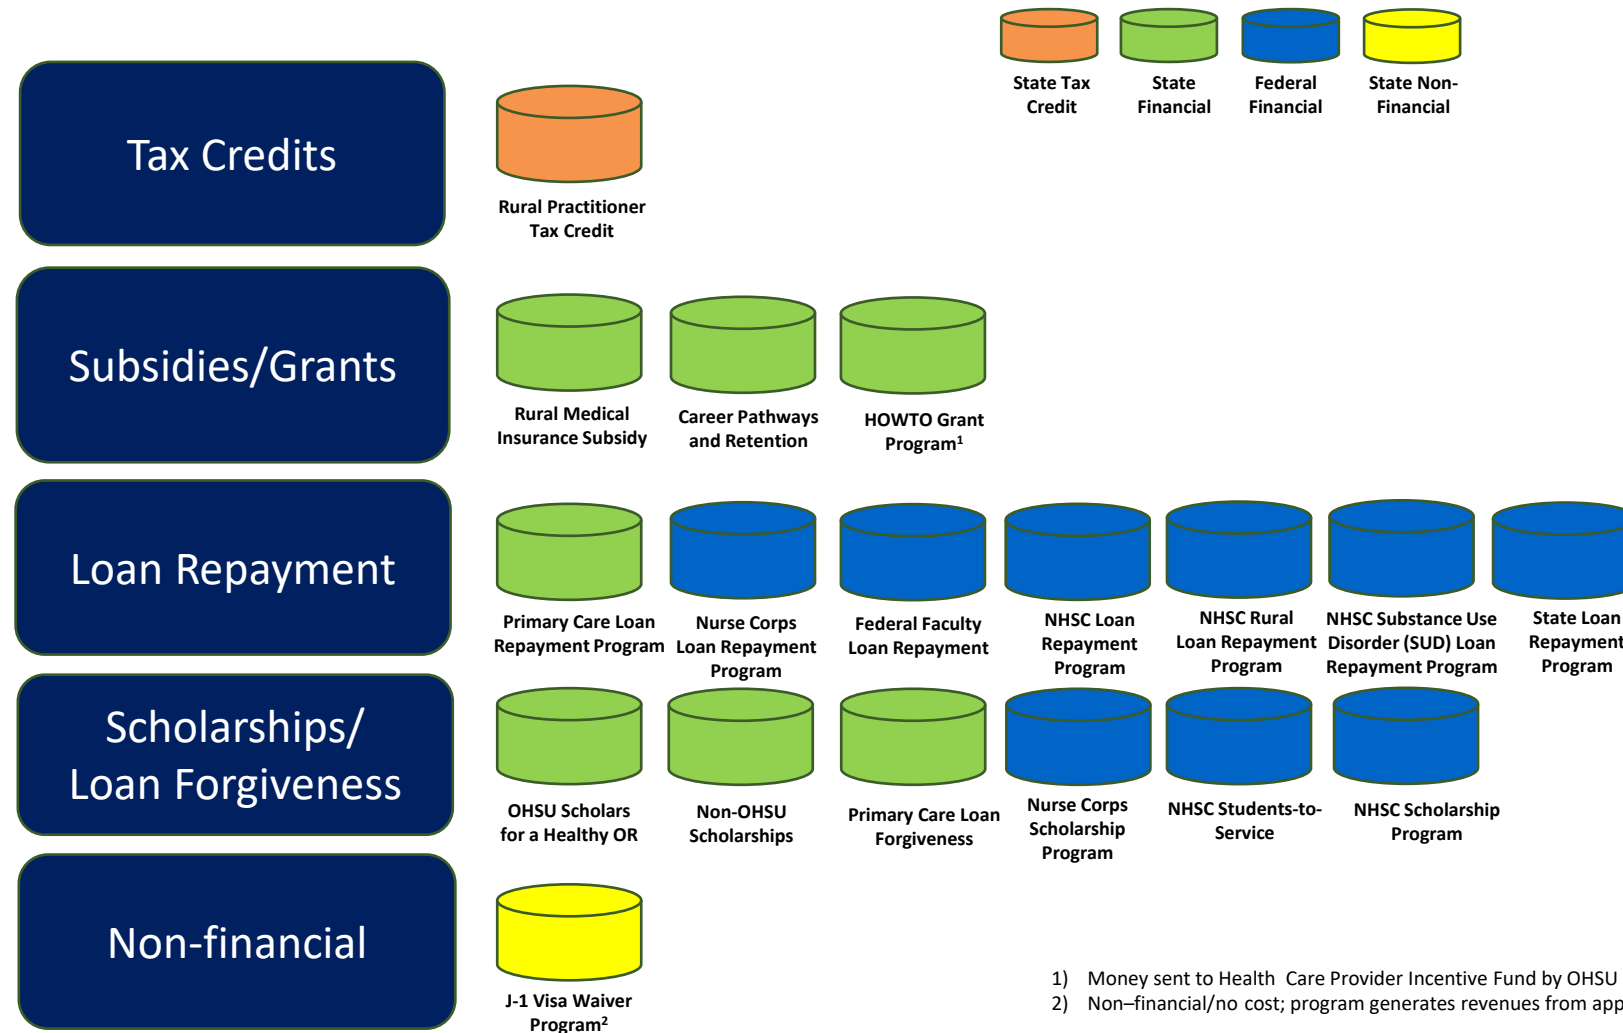 State Tax
Credit
State
Financial
Federal
Financial
State Non-
Financial
Tax Credits
Rural Practitioner
Tax Credit
Subsidies/Grants
Rural Medical
Insurance Subsidy
Career Pathways
and Retention
HOWTO Grant
Program1
Loan Repayment
Primary Care Loan
Repayment Program
Nurse Corps
Loan Repayment
Program
Federal Faculty
Loan Repayment
NHSC Loan
Repayment
Program
NHSC Rural
Loan Repayment
Program
NHSC Substance Use
Disorder (SUD) Loan
Repayment Program
State Loan
Repayment
Program
Scholarships/
Loan Forgiveness
OHSU Scholars
for a Healthy OR
Non-OHSU
Scholarships
Primary Care Loan
Forgiveness
Nurse Corps
Scholarship
Program
NHSC Students-to-
Service
NHSC Scholarship
Program
Non-financial
J-1 Visa Waiver
Program2
1) Money sent to Health Care Provider Incentive Fund by OHSU
2) Non–financial/no cost; program generates revenues from app